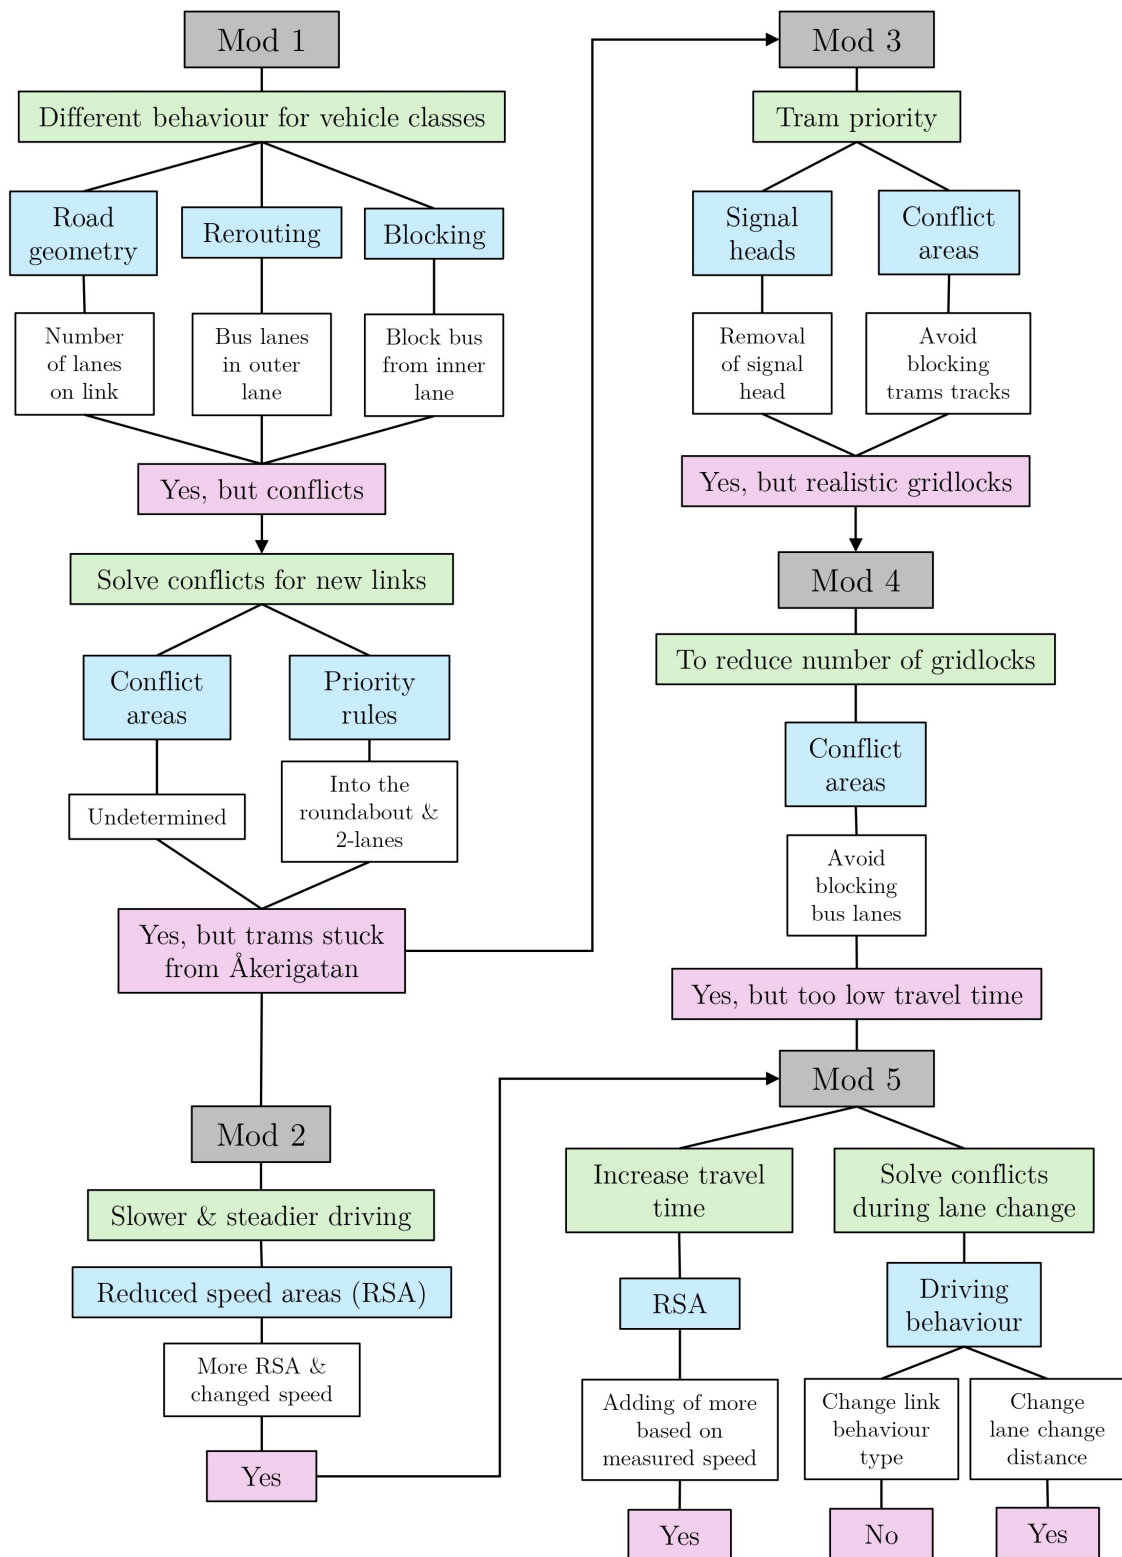 Mod 1
Different behaviour for vehicle classes
Road
geometry
Rerouting
Blocking
Number
of lanes
on link
Bus lanes
in outer
lane
Block bus
from inner
lane
Yes, but conflicts
Solve conflicts for new links
Conflict
areas
Priority
rules
Undetermined
Into the
roundabout &
2-lanes
Yes, but trams stuck
from Åkerigatan
Mod 2
Slower & steadier driving
Reduced speed areas (RSA)
More RSA &
changed speed
Yes
Mod 3
Tram priority
Signal
heads
Conflict
areas
Removal
of signal
head
Avoid
blocking
trams tracks
Yes, but realistic gridlocks
Mod 4
To reduce number of gridlocks
Conflict
areas
Avoid
blocking
bus lanes
Yes, but too low travel time
Mod 5
Increase travel
time
Solve conflicts
during lane change
RSA
Driving
behaviour
Adding of more
based on
measured speed
Change link
behaviour
type
Change
lane change
distance
Yes
No
Yes